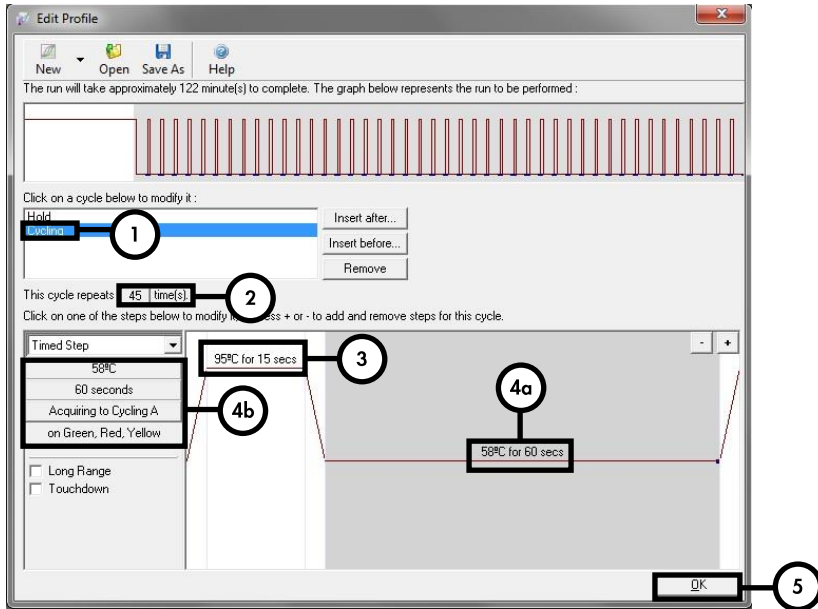 Edit Profile
New Open Save As Help
The run will take approximately 122 minute(s) to complete. The graph below represents the run to be performed :
Click on a cycle below to modify it :
Hold
Cycling
1
Insert after...
Insert before...
Remove
This cycle repeats 45 time(s).
2
Click on one of the steps below to modify it, press + or - to add and remove steps for this cycle.
Timed Step
58ºC
60 seconds
Acquiring to Cycling A
on Green, Red, Yellow
4b
Long Range
Touchdown
95ºC for 15 secs
3
- +
4a
58ºC for 60 secs
OK
5